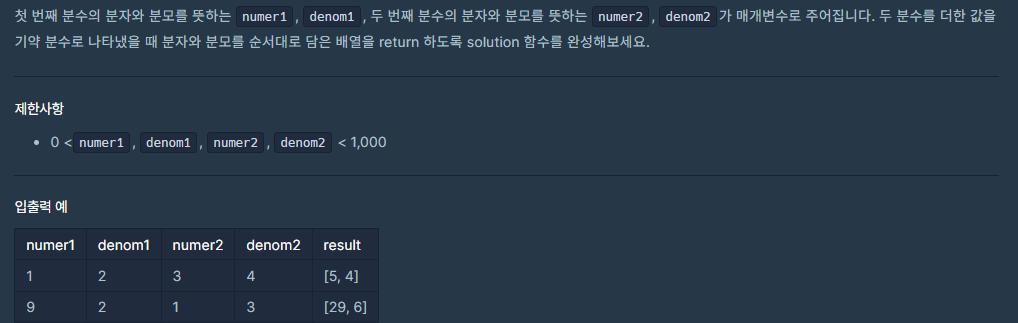 첫 번째 분수의 분자와 분모를 뜻하는 numer1, denom1, 두 번째 분수의 분자와 분모를 뜻하는 numer2, denom2가 매개변수로 주어집니다. 두 분수를 더한 값을
기약 분수로 나타냈을 때 분자와 분모를 순서대로 담은 배열을 return 하도록 solution 함수를 완성해보세요.
제한사항
• 0 <numer1, denom1, numer2, denom2 < 1,000
입출력 예
numer1 denom1 numer2 denom2 result
1 2 3 4 [5, 4]
9 2 1 3 [29, 6]